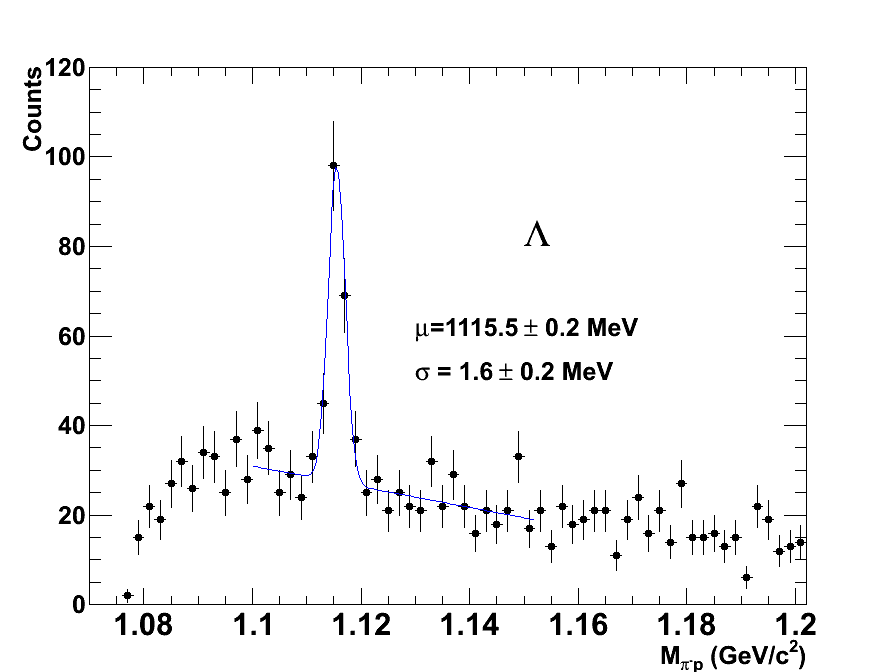 Counts
120
100
80
60
40
20
0
Λ
μ=1115.5 ± 0.2 MeV
σ = 1.6 ± 0.2 MeV
1.08 1.1 1.12 1.14 1.16 1.18 1.2
M_{π^-p} (GeV/c²)